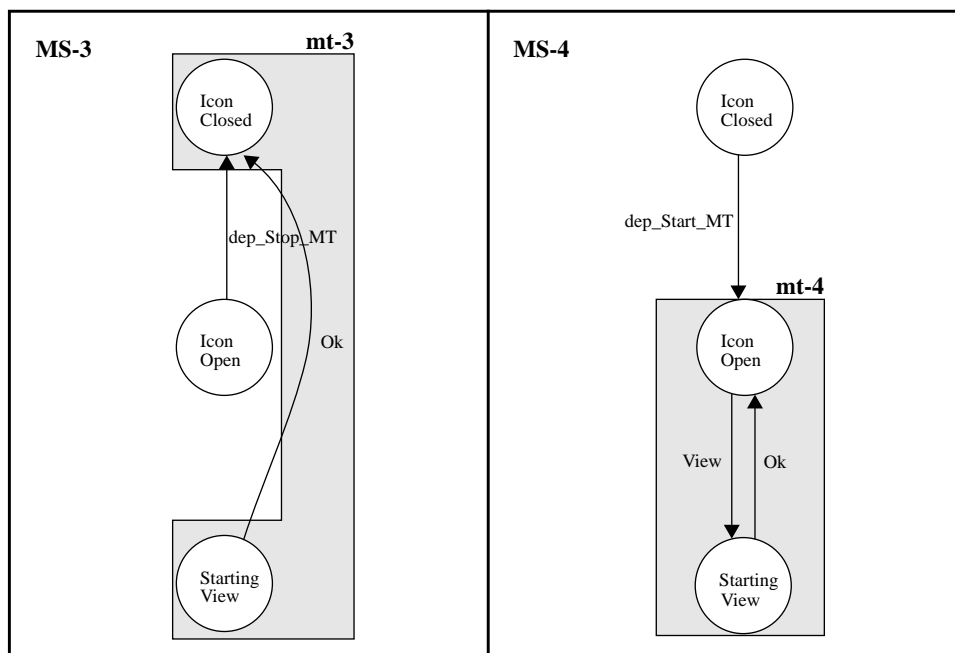 MS-3
mt-3
Icon
Closed
dep_Stop_MT
Icon
Open
Ok
Starting
View
MS-4
Icon
Closed
dep_Start_MT
mt-4
Icon
Open
View
Ok
Starting
View